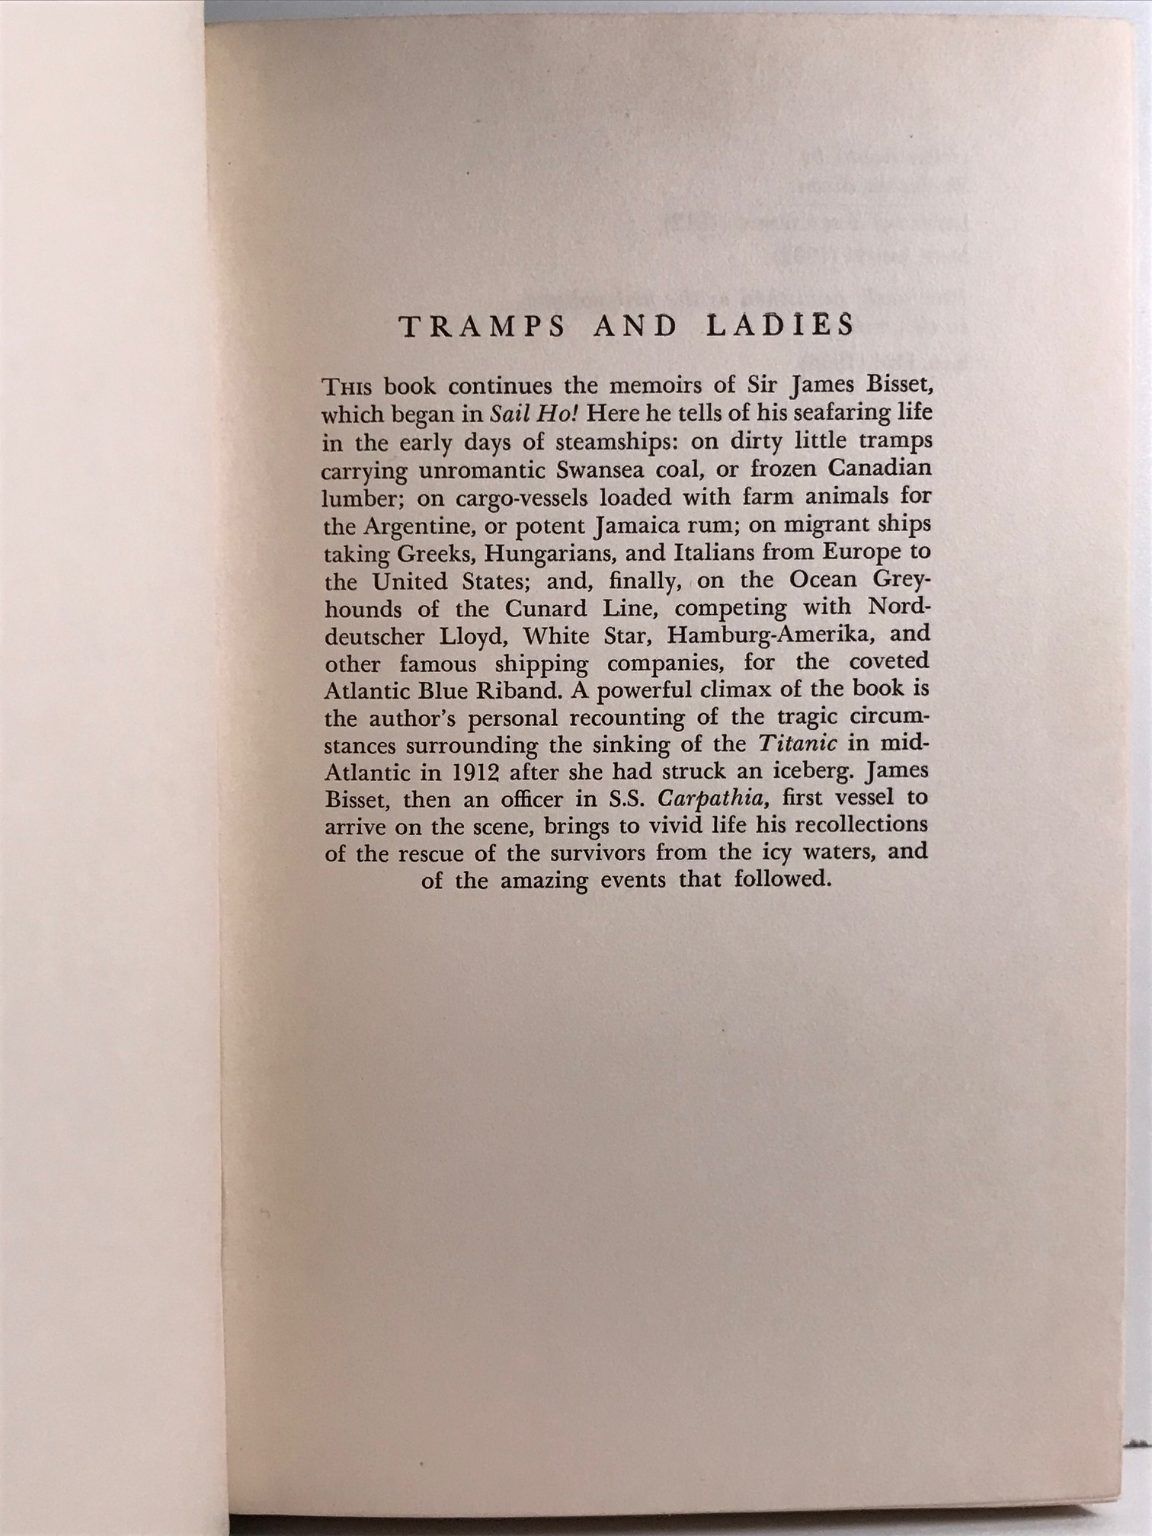 TRAMPS AND LADIES
THIS book continues the memoirs of Sir James Bisset,
which began in Sail Ho! Here he tells of his seafaring life
in the early days of steamships: on dirty little tramps
carrying unromantic Swansea coal, or frozen Canadian
lumber; on cargo-vessels loaded with farm animals for
the Argentine, or potent Jamaica rum; on migrant ships
taking Greeks, Hungarians, and Italians from Europe to
the United States; and, finally, on the Ocean Grey-
hounds of the Cunard Line, competing with Nord-
deutscher Lloyd, White Star, Hamburg-Amerika, and
other famous shipping companies, for the coveted
Atlantic Blue Riband. A powerful climax of the book is
the author's personal recounting of the tragic circum-
stances surrounding the sinking of the Titanic in mid-
Atlantic in 1912 after she had struck an iceberg. James
Bisset, then an officer in S.S. Carpathia, first vessel to
arrive on the scene, brings to vivid life his recollections
of the rescue of the survivors from the icy waters, and
of the amazing events that followed.